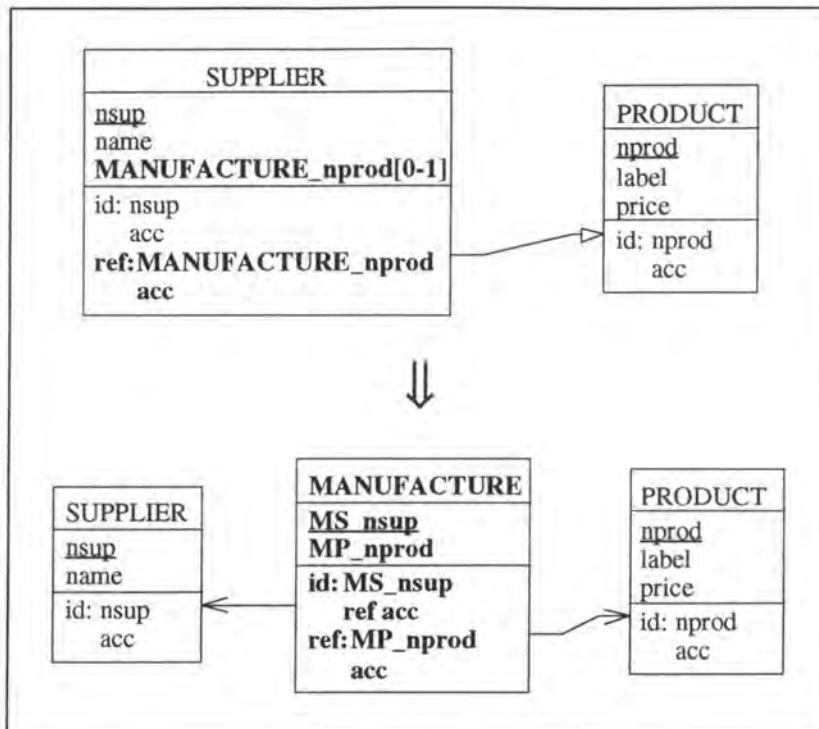 SUPPLIER
nsup
name
MANUFACTURE_nprod[0-1]
id: nsup
acc
ref:MANUFACTURE_nprod
acc
PRODUCT
nprod
label
price
id: nprod
acc
SUPPLIER
nsup
name
id: nsup
acc
MANUFACTURE
MS_nsup
MP_nprod
id: MS_nsup
ref acc
ref:MP_nprod
acc
PRODUCT
nprod
label
price
id: nprod
acc